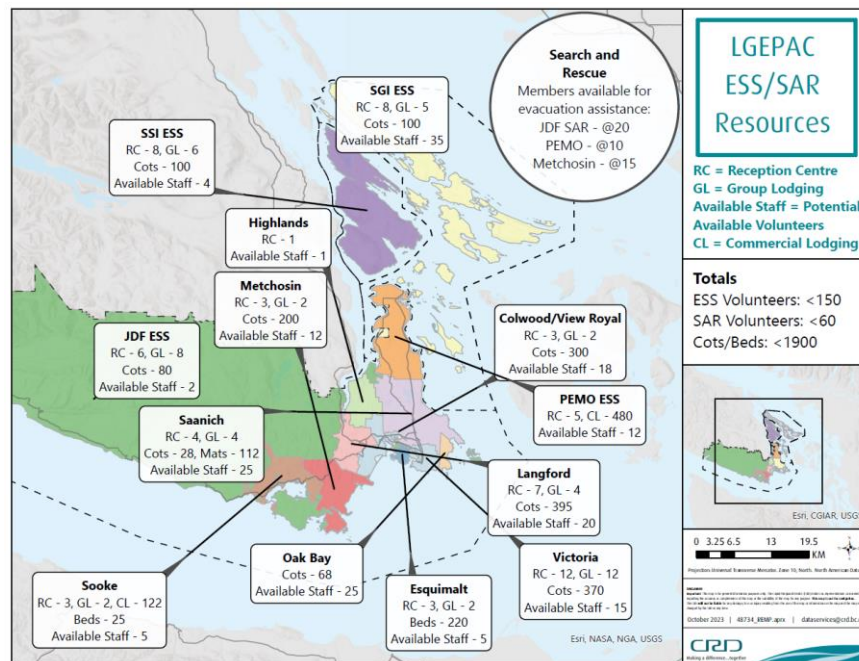 SGI ESS
RC - 8, GL - 5
Cots - 100
Available Staff - 35
Search and
Rescue
Members available for
evacuation assistance:
JDF SAR - @20
PEMO - @10
Metchosin - @15
SSI ESS
RC - 8, GL - 6
Cots - 100
Available Staff - 4
Highlands
RC - 1
Available Staff - 1
Metchosin
RC - 3, GL - 2
Cots - 200
Available Staff - 12
JDF ESS
RC - 6, GL - 8
Cots - 80
Available Staff - 2
Colwood/View Royal
RC - 3, GL - 2
Cots - 300
Available Staff - 18
PEMO ESS
RC - 5, CL - 480
Available Staff - 12
Saanich
RC - 4, GL - 4
Cots - 28, Mats - 112
Available Staff - 25
Langford
RC - 7, GL - 4
Cots - 395
Available Staff - 20
Oak Bay
Cots - 68
Available Staff - 25
Victoria
RC - 12, GL - 12
Cots - 370
Available Staff - 15
Sooke
RC - 3, GL - 2, CL - 122
Beds - 25
Available Staff - 5
Esquimalt
RC - 3, GL - 2
Beds - 220
Available Staff - 5
Esri, NASA, NGA, USGS
LGEPAC
ESS/SAR
Resources
RC = Reception Centre
GL = Group Lodging
Available Staff = Potential
Available Volunteers
CL = Commercial Lodging
Totals
ESS Volunteers: <150
SAR Volunteers: <60
Cots/Beds: <1900
Esri, CGIAR, USGS
0 3.25 6.5 13 19.5
KM
October 2023 | 48734_REMP.aprx | dataservices@crd.bc.ca
CRD
Making a difference...together